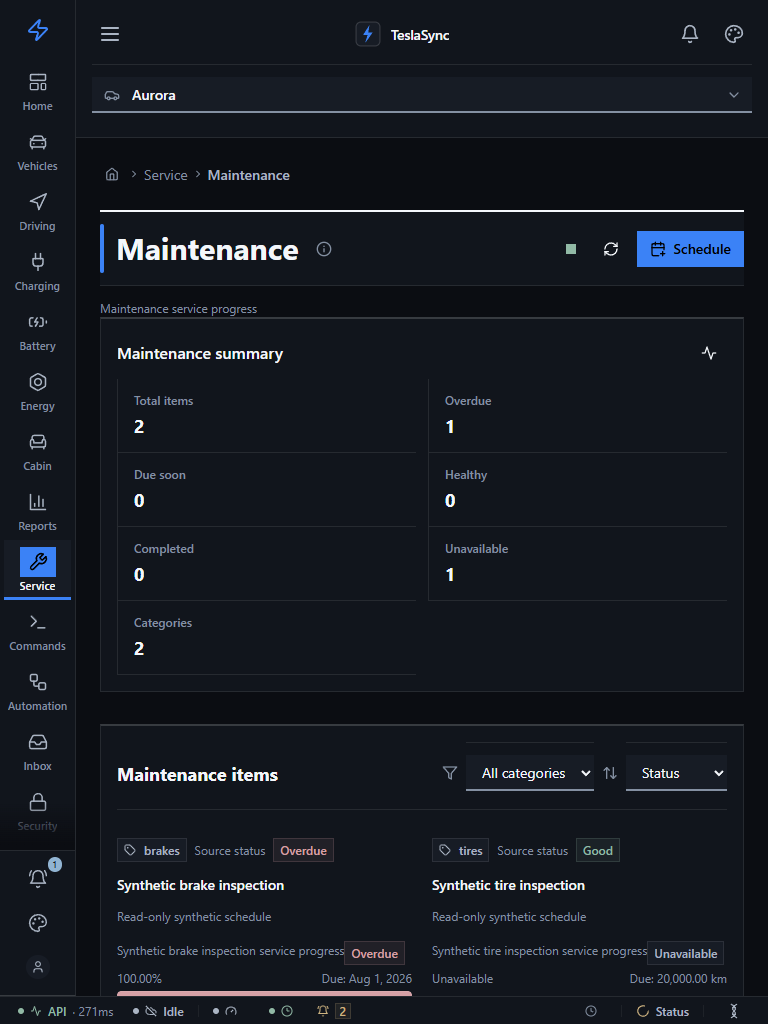 TeslaSync
Aurora
Home
Vehicles
Driving
Charging
Battery
Energy
Cabin
Reports
Service
Commands
Automation
Inbox
Security
1
Service
Maintenance
Maintenance
Schedule
Maintenance service progress
Maintenance summary
Total items
2
Overdue
1
Due soon
0
Healthy
0
Completed
0
Unavailable
1
Categories
2
Maintenance items
All categories
Status
brakes Source status Overdue
Synthetic brake inspection
Read-only synthetic schedule
Synthetic brake inspection service progress Overdue
100.00% Due: Aug 1, 2026
tires Source status Good
Synthetic tire inspection
Read-only synthetic schedule
Synthetic tire inspection service progress Unavailable
Unavailable Due: 20,000.00 km
API · 271ms
Idle
2
Status